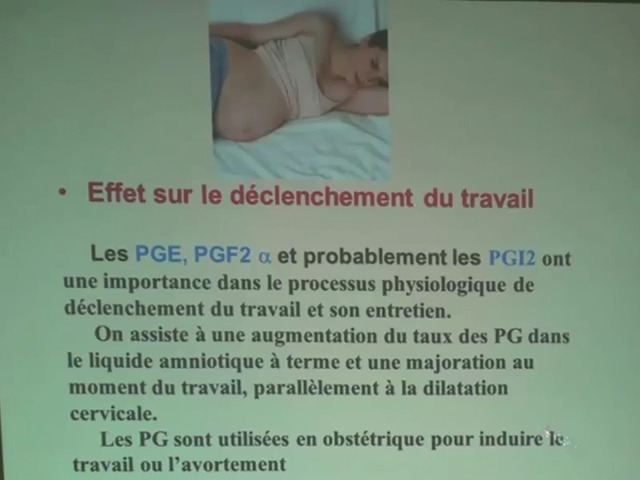 • Effet sur le déclenchement du travail
Les PGE, PGF2 α et probablement les PGI2 ont
une importance dans le processus physiologique de
déclenchement du travail et son entretien.
On assiste à une augmentation du taux des PG dans
le liquide amniotique à terme et une majoration au
moment du travail, parallèlement à la dilatation
cervicale.
Les PG sont utilisées en obstétrique pour induire le
travail ou l’avortement